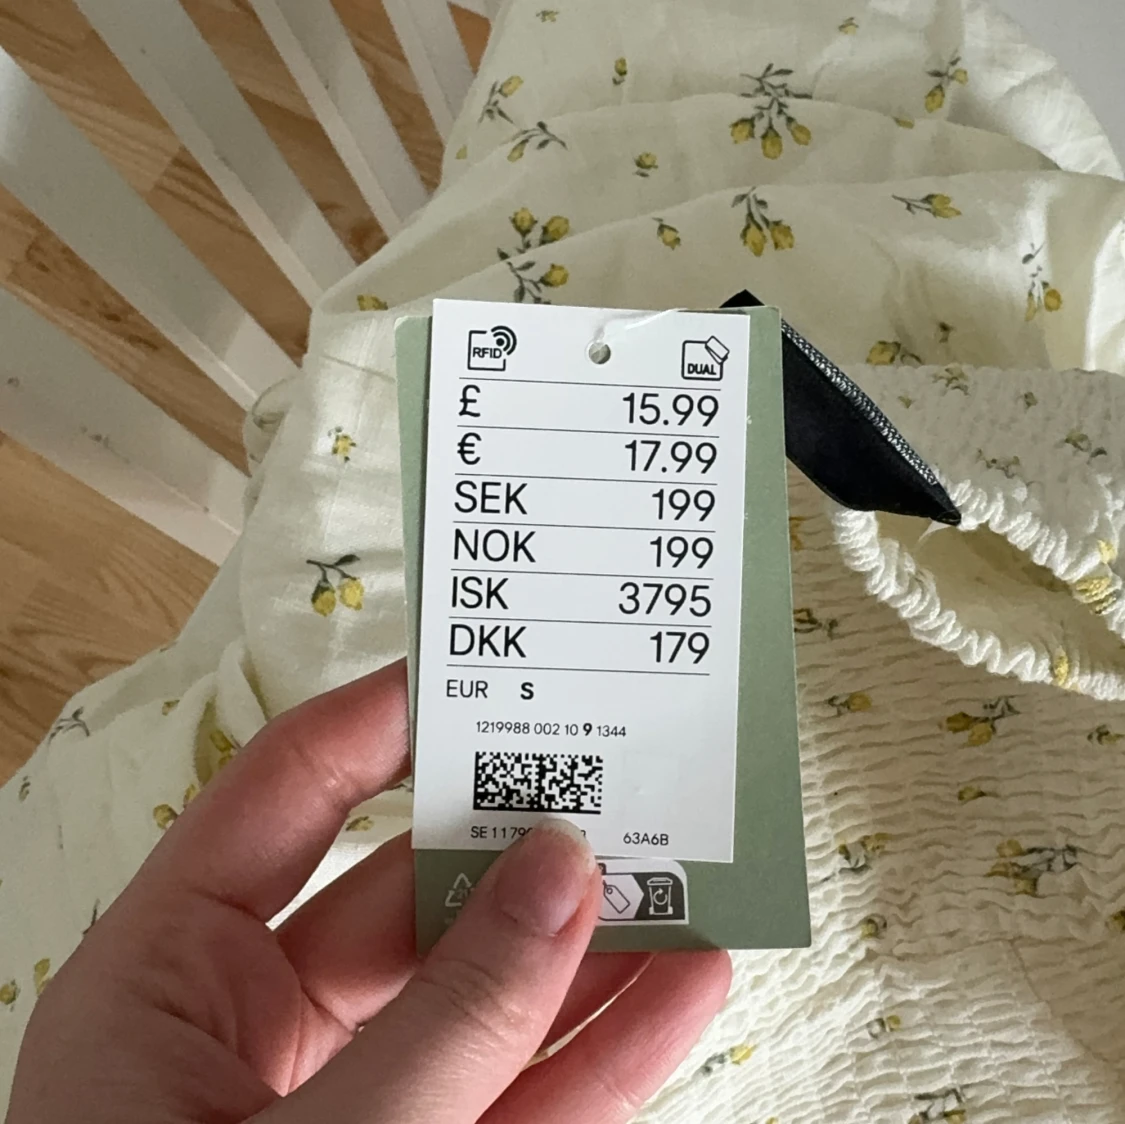 RFID
DUAL
£ 15.99
€ 17.99
SEK 199
NOK 199
ISK 3795
DKK 179
EUR S
1219988 002 10 9 1344
SE 63A6B